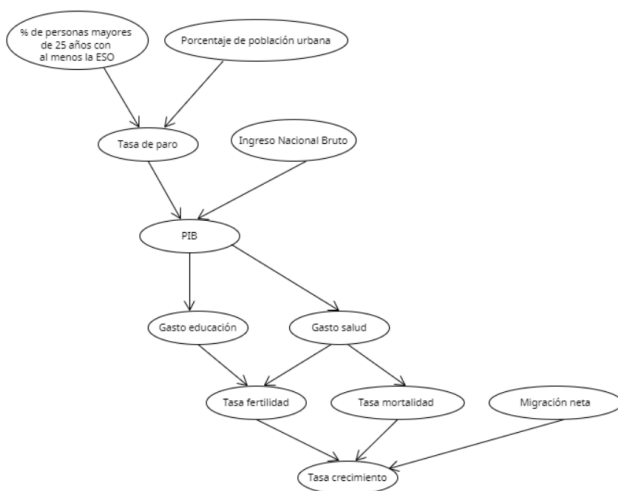 % de personas mayores
de 25 años con
al menos la ESO
Porcentaje de población urbana
Tasa de paro
Ingreso Nacional Bruto
PIB
Gasto educación
Gasto salud
Tasa fertilidad
Tasa mortalidad
Migración neta
Tasa crecimiento